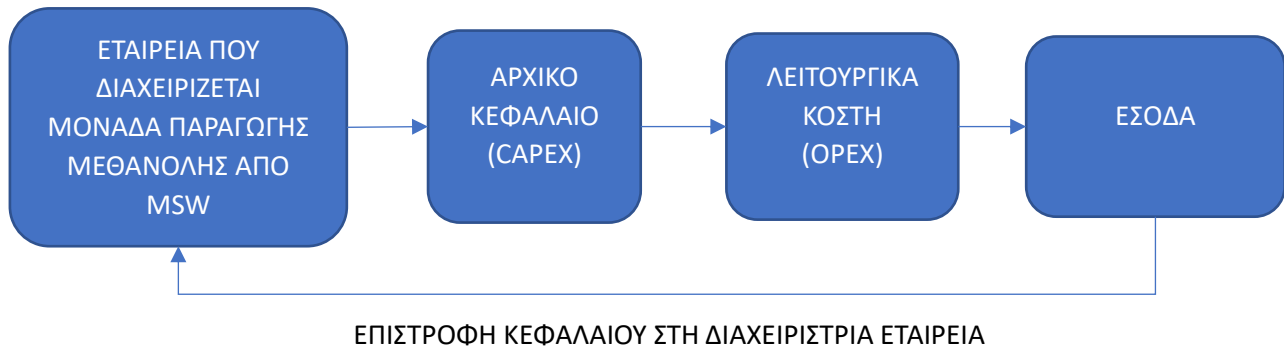 ΕΤΑΙΡΕΙΑ ΠΟΥ
ΔΙΑΧΕΙΡΙΖΕΤΑΙ
ΜΟΝΑΔΑ ΠΑΡΑΓΩΓΗΣ
ΜΕΘΑΝΟΛΗΣ ΑΠΟ
MSW
ΑΡΧΙΚΟ
ΚΕΦΑΛΑΙΟ
(CAPEX)
ΛΕΙΤΟΥΡΓΙΚΑ
ΚΟΣΤΗ
(OPEX)
ΕΣΟΔΑ
ΕΠΙΣΤΡΟΦΗ ΚΕΦΑΛΑΙΟΥ ΣΤΗ ΔΙΑΧΕΙΡΙΣΤΡΙΑ ΕΤΑΙΡΕΙΑ